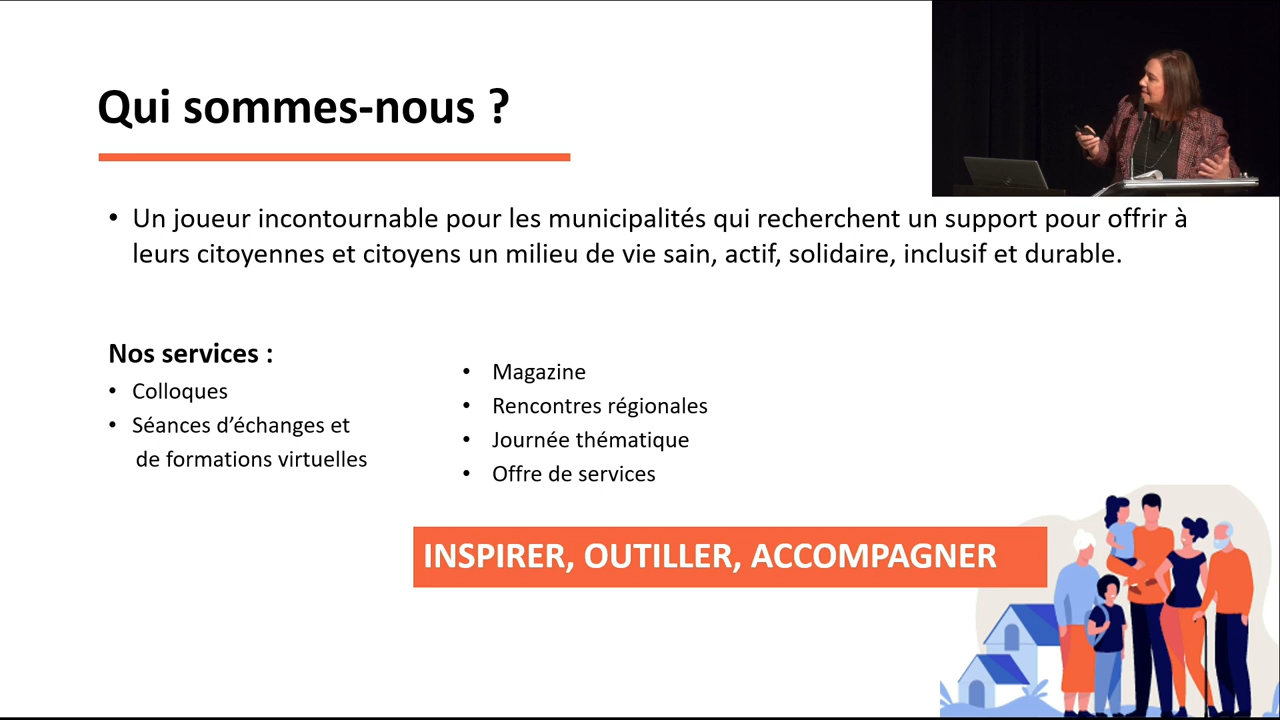 Qui sommes-nous ?
• Un joueur incontournable pour les municipalités qui recherchent un support pour offrir à
leurs citoyennes et citoyens un milieu de vie sain, actif, solidaire, inclusif et durable.
Nos services :
• Colloques
• Séances d’échanges et
de formations virtuelles
• Magazine
• Rencontres régionales
• Journée thématique
• Offre de services
INSPIRER, OUTILLER, ACCOMPAGNER